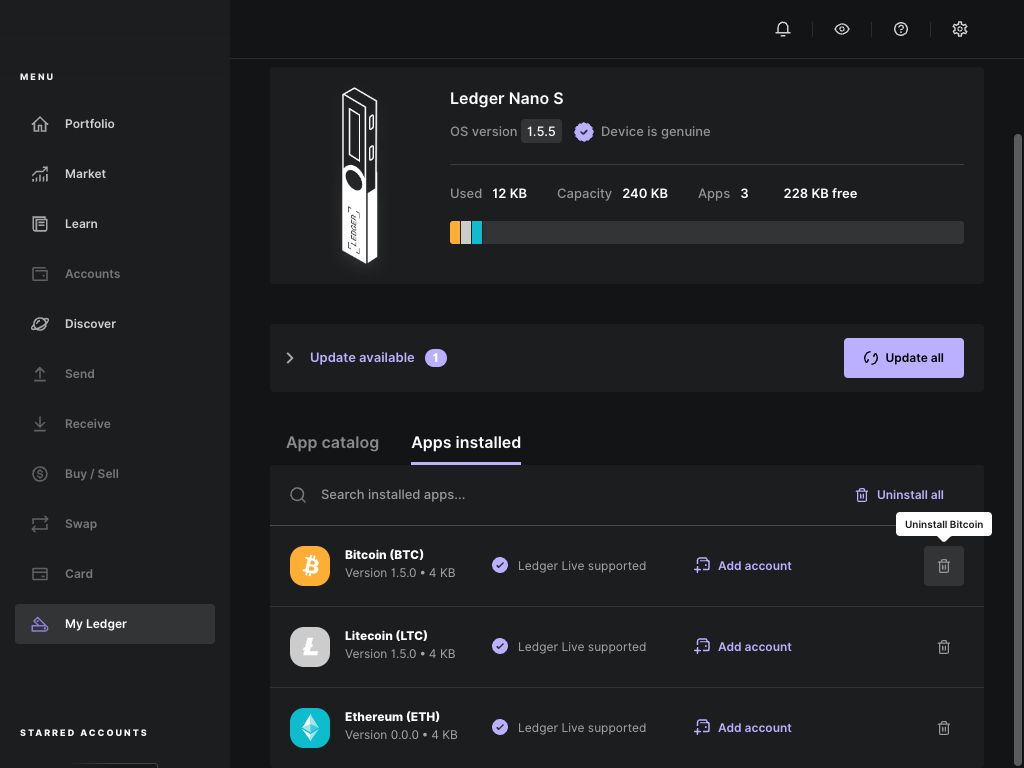 MENU
Portfolio
Market
Learn
Accounts
Discover
Send
Receive
Buy / Sell
Swap
Card
My Ledger
STARRED ACCOUNTS
LEDGER
Ledger Nano S
OS version 1.5.5 Device is genuine
Used 12 KB Capacity 240 KB Apps 3 228 KB free
Update available 1 Update all
App catalog Apps installed
Search installed apps... Uninstall all
Uninstall Bitcoin
Bitcoin (BTC)
Version 1.5.0 • 4 KB Ledger Live supported Add account
Litecoin (LTC)
Version 1.5.0 • 4 KB Ledger Live supported Add account
Ethereum (ETH)
Version 0.0.0 • 4 KB Ledger Live supported Add account